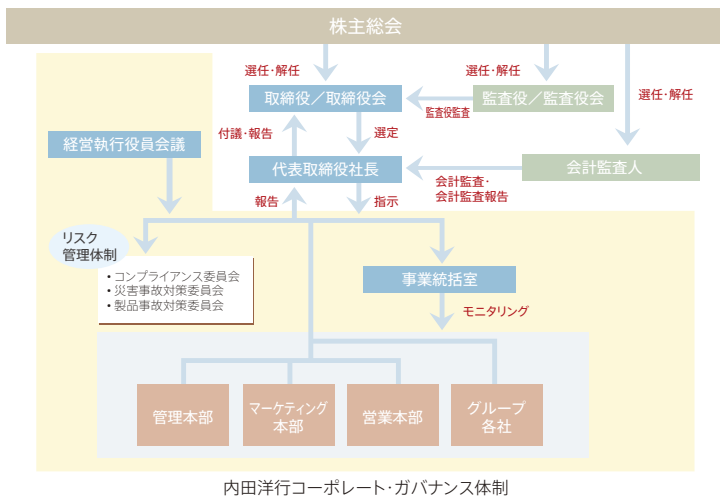 株主総会
選任･解任
選任･解任
選任･解任
取締役／取締役会
監査役監査
監査役／監査役会
付議･報告
選定
経営執行役員会議
代表取締役社長
会計監査人
会計監査･
会計監査報告
報告
指示
リスク
管理体制
･コンプライアンス委員会
･災害事故対策委員会
･製品事故対策委員会
事業統括室
モニタリング
管理本部
マーケティング
本部
営業本部
グループ
各社
内田洋行コーポレート･ガバナンス体制